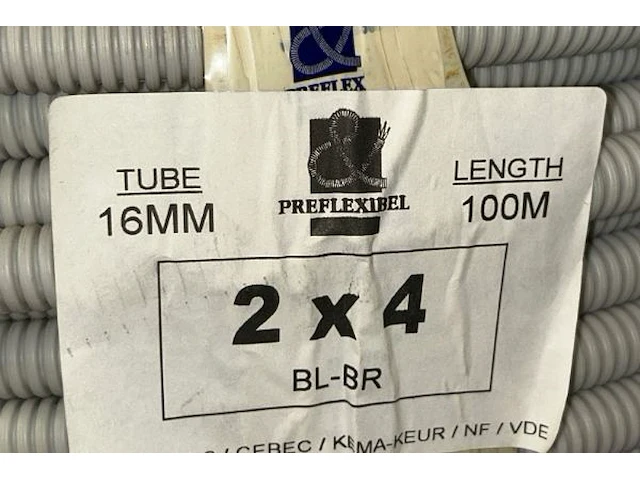 PREFLEX
TUBE
16MM
PREFLEXIBEL
LENGTH
100M
2 x 4
BL-BR
/ CEBEC / KEMA-KEUR / NF / VDE